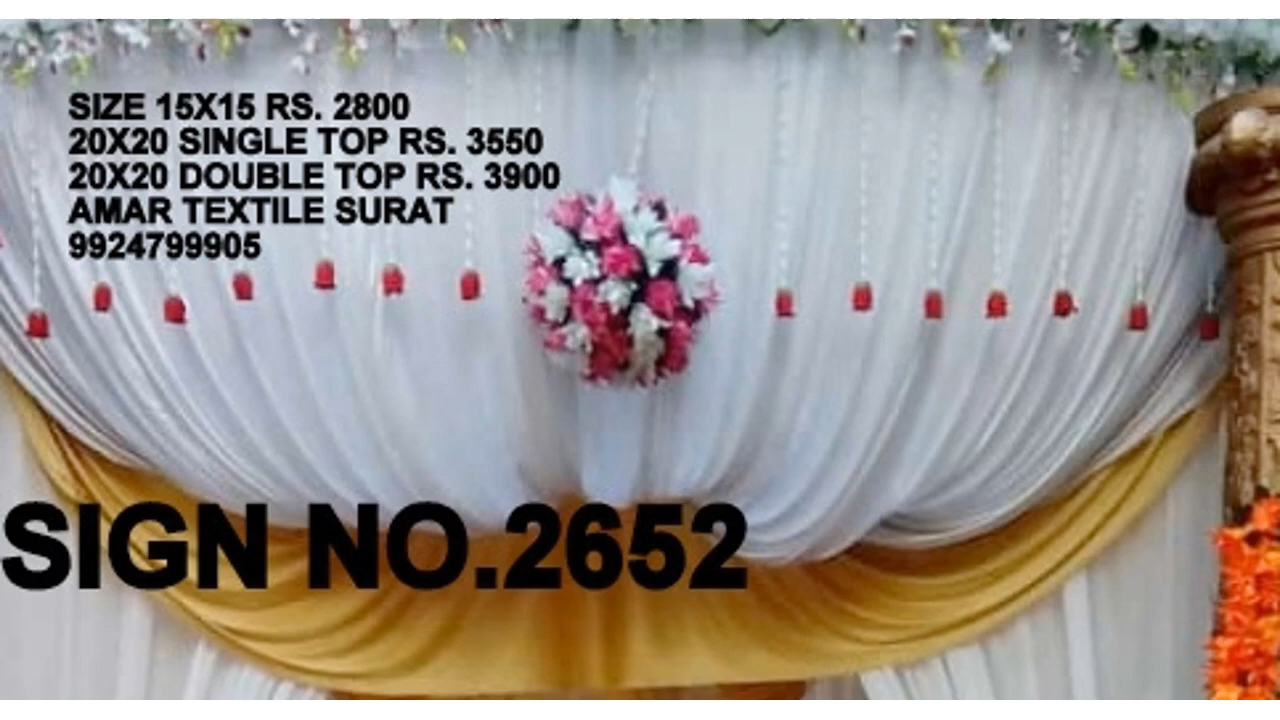 SIZE 15X15 RS. 2800
20X20 SINGLE TOP RS. 3550
20X20 DOUBLE TOP RS. 3900
AMAR TEXTILE SURAT
9924799905
SIGN NO.2652